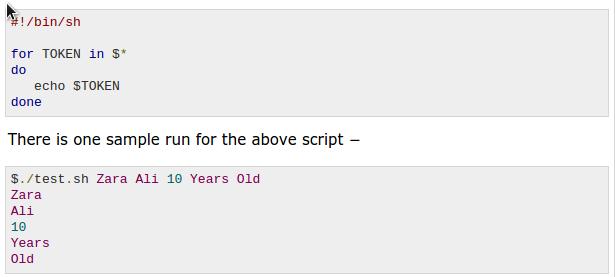 #!/bin/sh
for TOKEN in $*
do
   echo $TOKEN
done
There is one sample run for the above script −
$./test.sh Zara Ali 10 Years Old
Zara
Ali
10
Years
Old